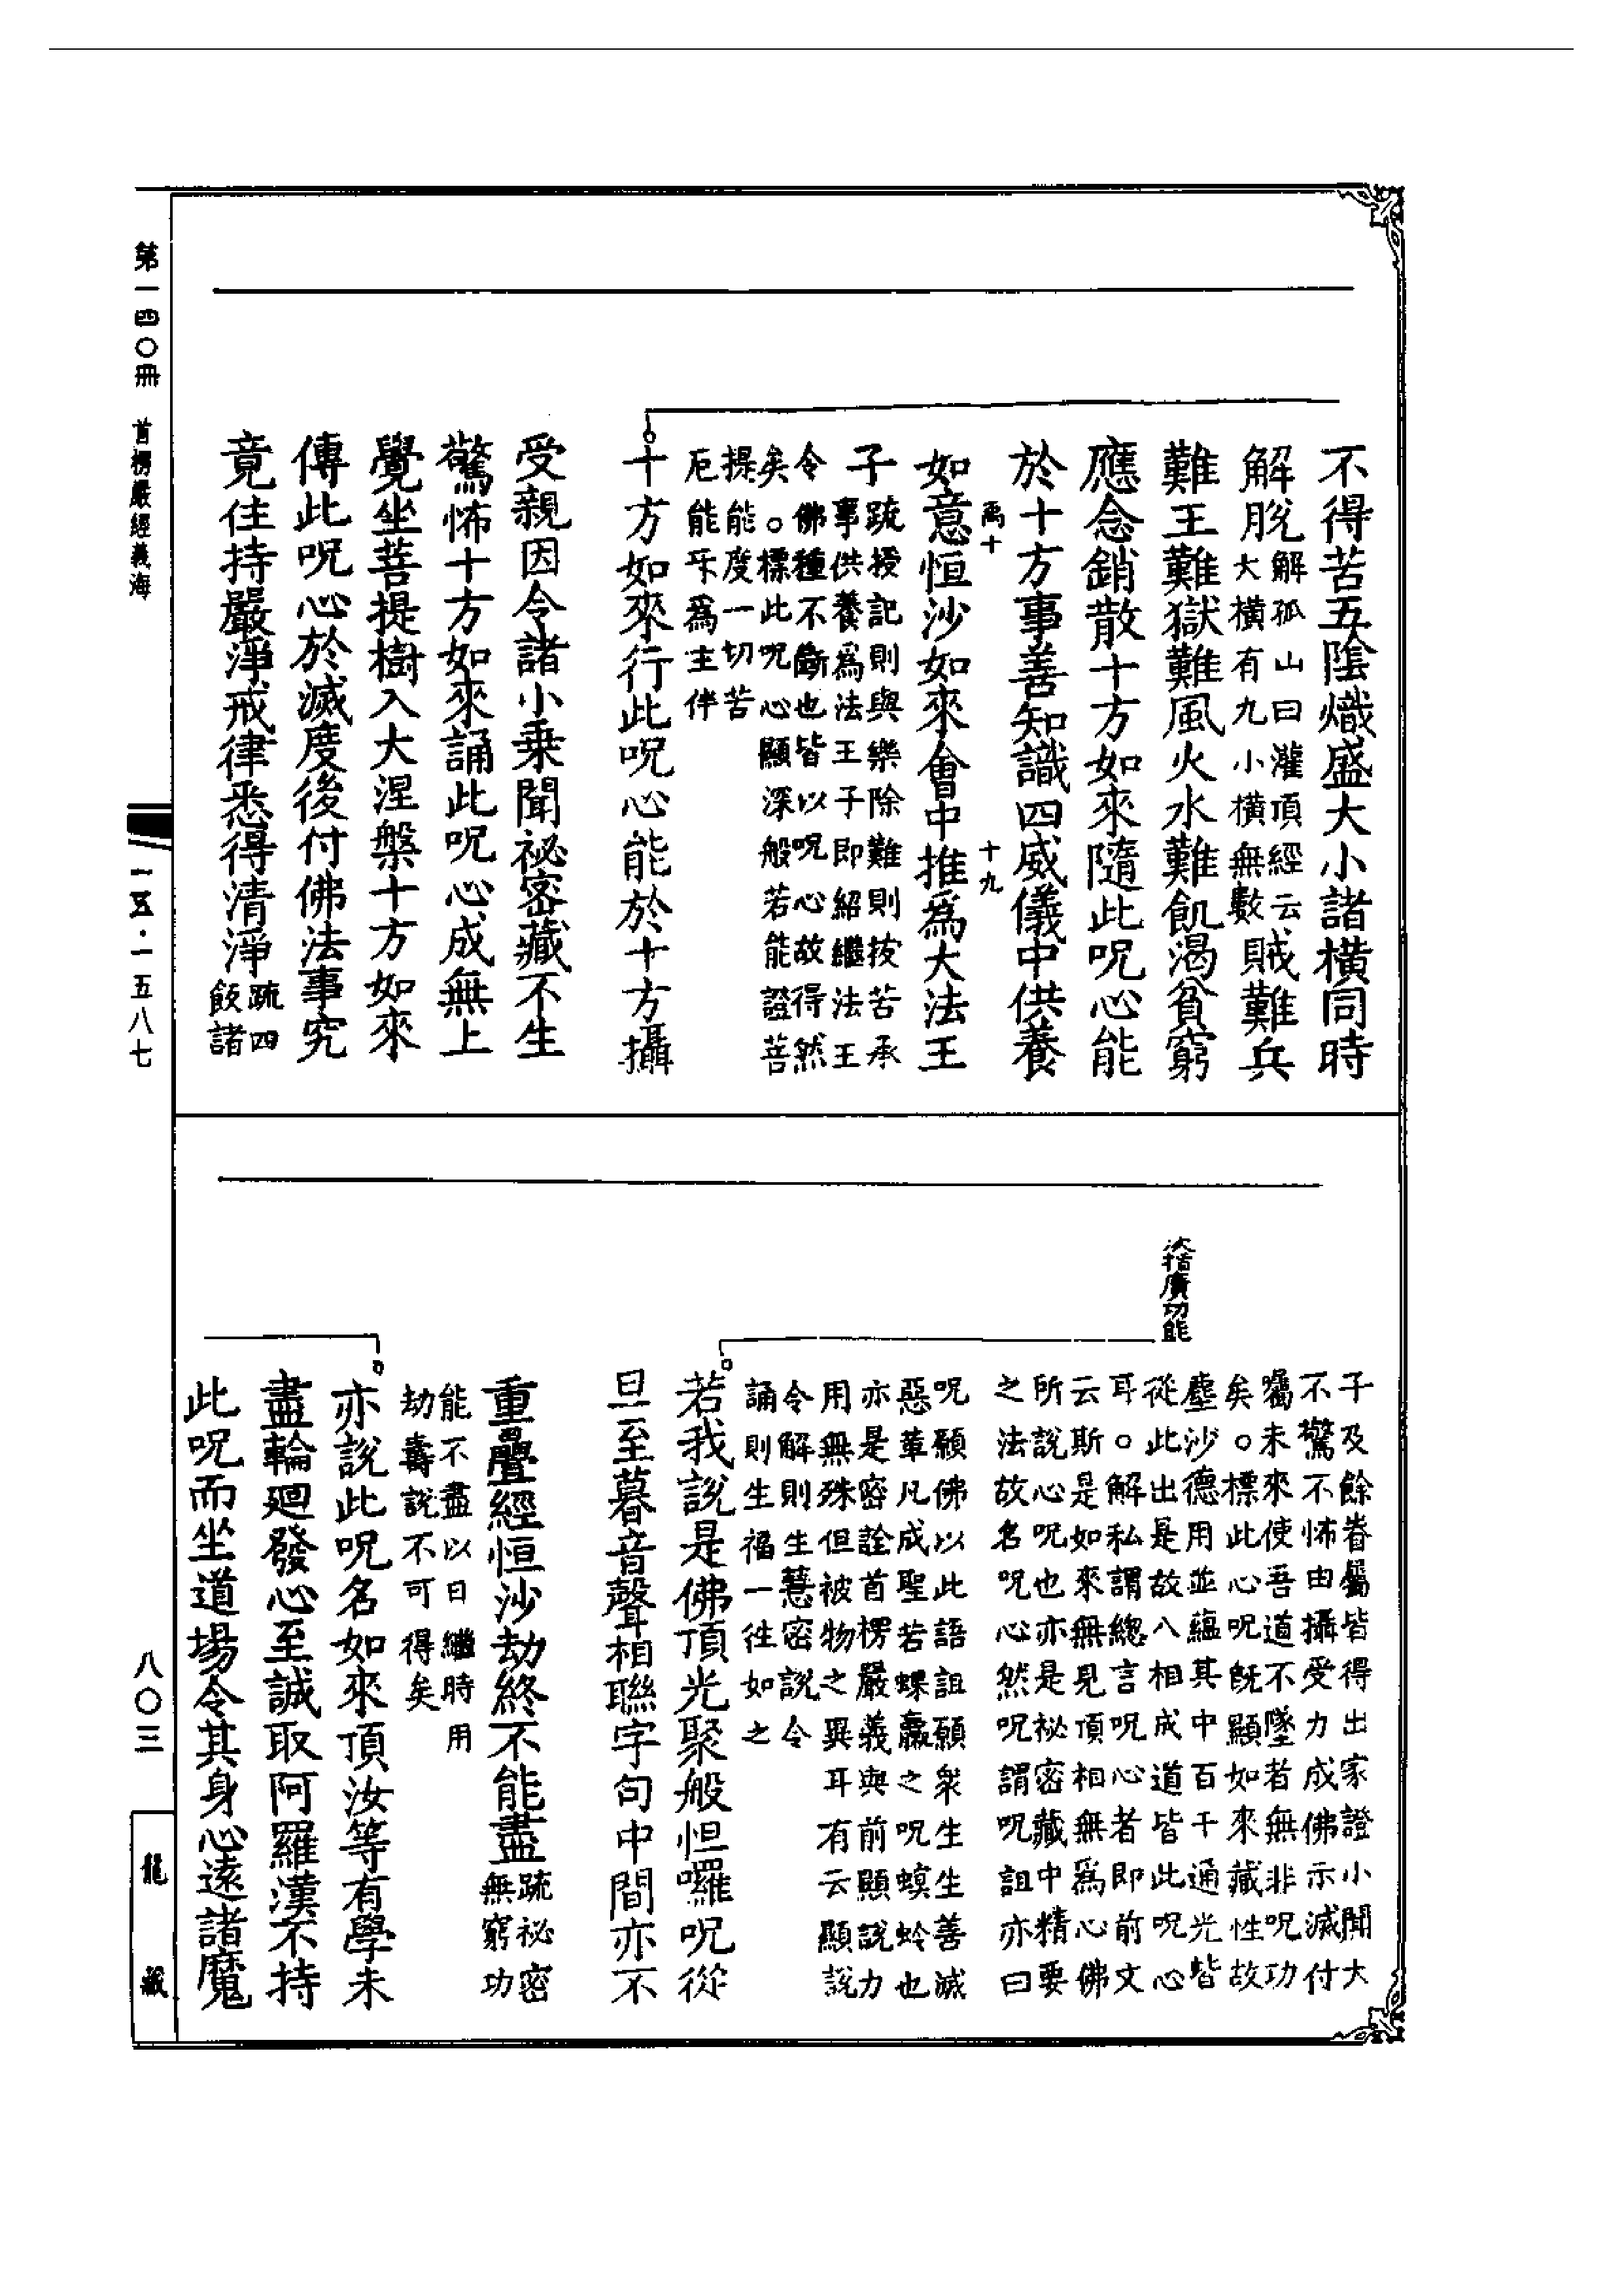 不得苦五陰熾盛大小諸橫同時
解脫解孤山曰灌頂經云
大橫有九小橫無數賊難兵
難王難獄難風火水難飢渴貧窮
應念銷散十方如來隨此呪心能
於十方事善知識四威儀中供養
禹十
十九
如意恒沙如來會中推爲大法王
子疏授記則與樂除難則拔苦承
事供養爲法王子即紹繼法王
令佛種不斷也皆以呪心故得然
矣。標此呪心顯深般若能證菩
提能度一切苦
厄能
爲主伴
十方如來行此呪心能於十方攝
受親因令諸小乗聞祕密藏不生
驚怖十方如來誦此呪心成無上
覺坐菩提樹入大涅槃十方如來
傳此呪心於滅度後付佛法事究
竟住持嚴淨戒律悉得清淨疏四
飯諸
子及餘眷屬皆得出家證小聞大
不驚不怖由攝受力成佛示滅付
囑未來使吾道不墜者無非呪功
矣。標此心呪旣顯如來藏性故
塵沙德用並蘊其中百千通光皆
從此出是故八相成道皆此呪心
耳。解私謂總言呪心者即前文
云斯是如來無見頂相無爲心佛
所說心呪也亦是祕密藏中精要
之法故名呪心然呪謂呪詛亦曰
決指廣功能
呪願佛以此語詛願衆生生善滅
惡革凡成聖若蜾蠃之呪螟蛉也
亦是密詮首楞嚴義與前顯說力
用無殊但被物之異耳有云顯說
令解則生慧密說令
誦則生福一往如之
若我說是佛頂光聚般怛囉呪從
旦至暮音聲相聯字句中間亦不
重疊經恒沙劫終不能盡疏祕密
無窮功
能不盡以日繼時用
劫壽說不可得矣
亦說此呪名如來頂汝等有學未
盡輪迴發心至誠取阿羅漢不持
此呪而坐道場令其身心遠諸魔
第一四〇冊 首楞嚴經義海
一五·一五八七
八〇三
龍藏